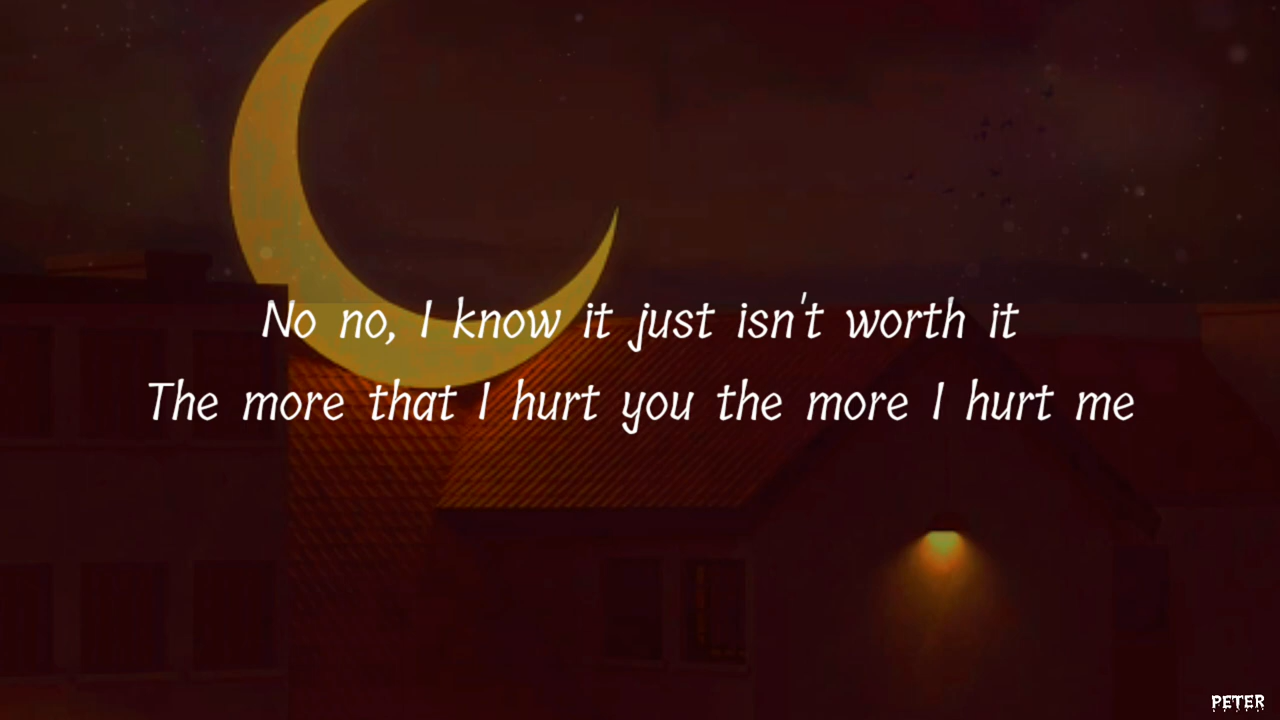 No no, I know it just isn't worth it
The more that I hurt you the more I hurt me
PETER